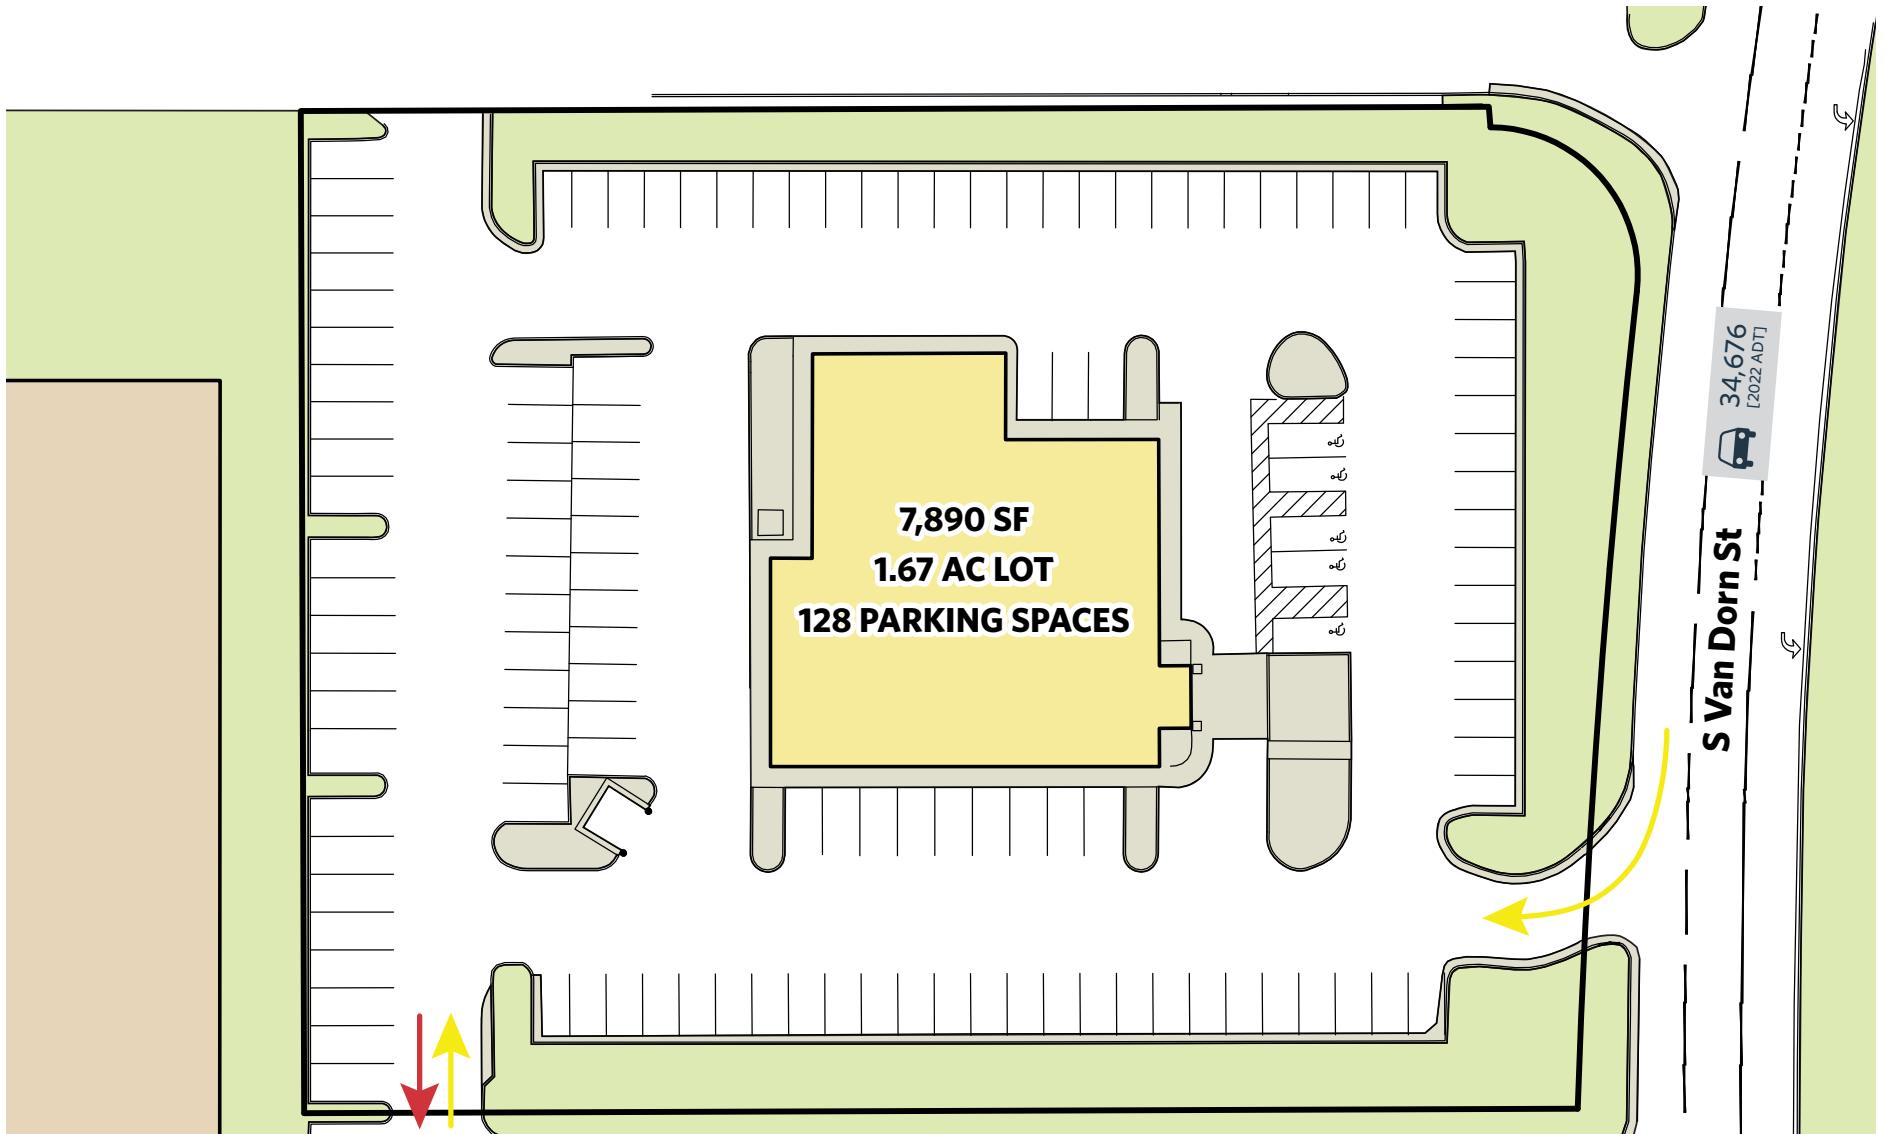 7,890 SF
1.67 AC LOT
128 PARKING SPACES
34,676
[2022 ADT]
S Van Dorn St